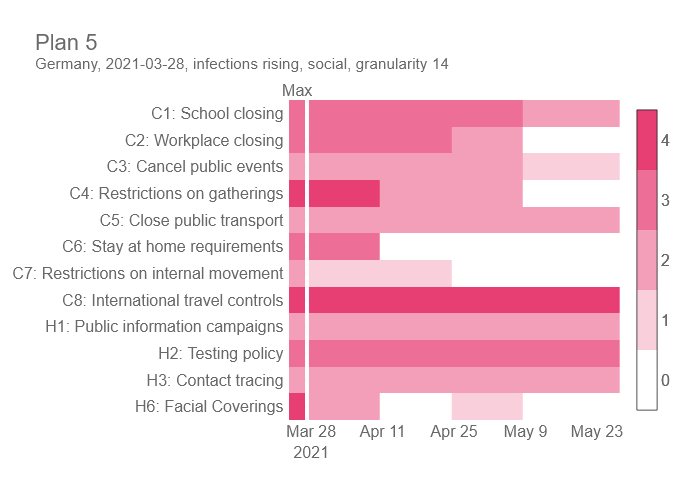 Plan 5
Germany, 2021-03-28, infections rising, social, granularity 14
Max
C1: School closing
C2: Workplace closing
C3: Cancel public events
C4: Restrictions on gatherings
C5: Close public transport
C6: Stay at home requirements
C7: Restrictions on internal movement
C8: International travel controls
H1: Public information campaigns
H2: Testing policy
H3: Contact tracing
H6: Facial Coverings
4
3
2
1
0
Mar 28 Apr 11 Apr 25 May 9 May 23
2021